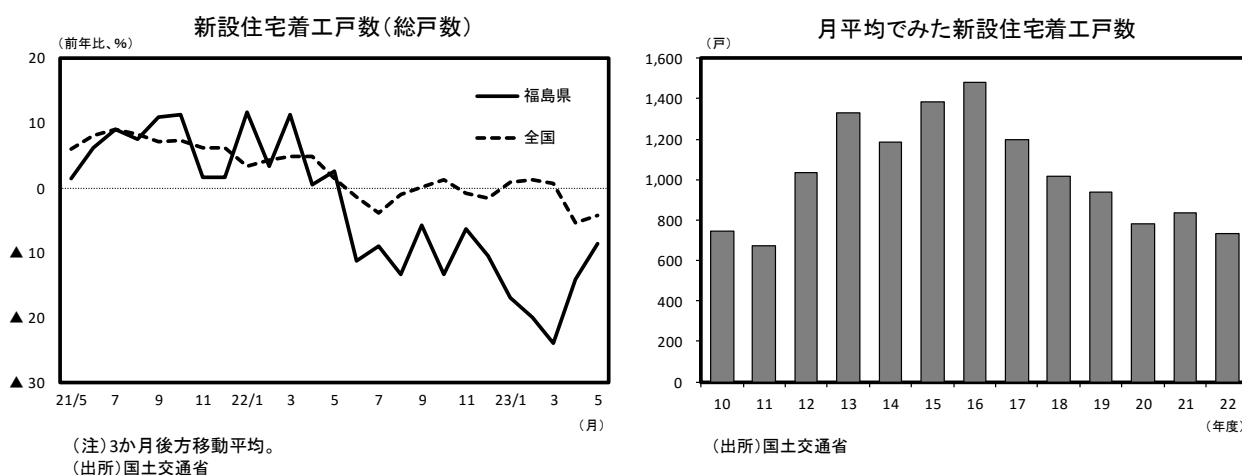 新設住宅着工戸数（総戸数）
（前年比、%）
20
10
0
▲ 10
▲ 20
▲ 30
福島県
全国
21/5 7 9 11 22/1 3 5 7 9 11 23/1 3 5
（月）
（注）3か月後方移動平均。
（出所）国土交通省
月平均でみた新設住宅着工戸数
（戸）
1,600
1,400
1,200
1,000
800
600
400
200
0
10 11 12 13 14 15 16 17 18 19 20 21 22
（年度）
（出所）国土交通省